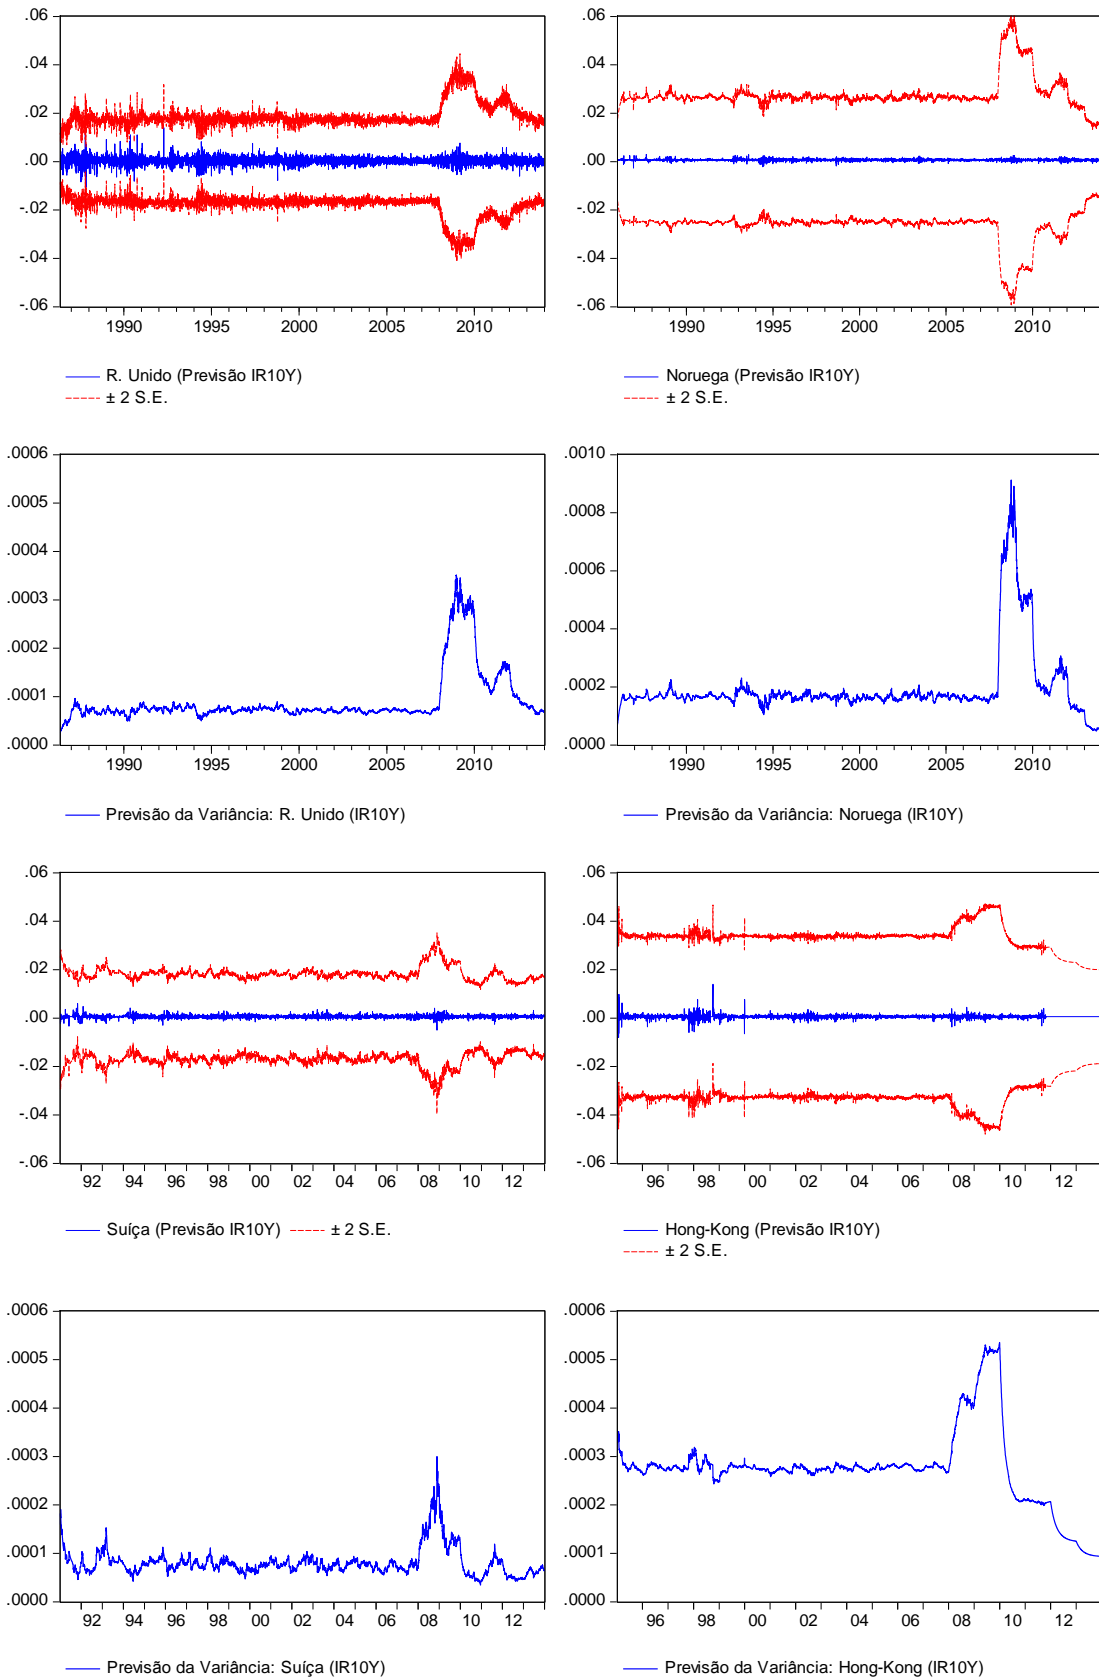 .06
.04
.02
.00
-.02
-.04
-.06
1990 1995 2000 2005 2010
R. Unido (Previsão IR10Y)
± 2 S.E.
.06
.04
.02
.00
-.02
-.04
-.06
1990 1995 2000 2005 2010
Noruega (Previsão IR10Y)
± 2 S.E.
.0006
.0005
.0004
.0003
.0002
.0001
.0000
1990 1995 2000 2005 2010
Previsão da Variância: R. Unido (IR10Y)
.0010
.0008
.0006
.0004
.0002
.0000
1990 1995 2000 2005 2010
Previsão da Variância: Noruega (IR10Y)
.06
.04
.02
.00
-.02
-.04
-.06
92 94 96 98 00 02 04 06 08 09 12
Suíça (Previsão IR10Y) ± 2 S.E.
.06
.04
.02
.00
-.02
-.04
-.06
96 98 00 02 04 06 08 10 12
Hong-Kong (Previsão IR10Y)
± 2 S.E.
.0006
.0005
.0004
.0003
.0002
.0001
.0000
92 94 96 98 00 02 04 06 08 09 12
Previsão da Variância: Suíça (IR10Y)
.0006
.0005
.0004
.0003
.0002
.0001
.0000
96 98 00 02 04 06 08 10 12
Previsão da Variância: Hong-Kong (IR10Y)